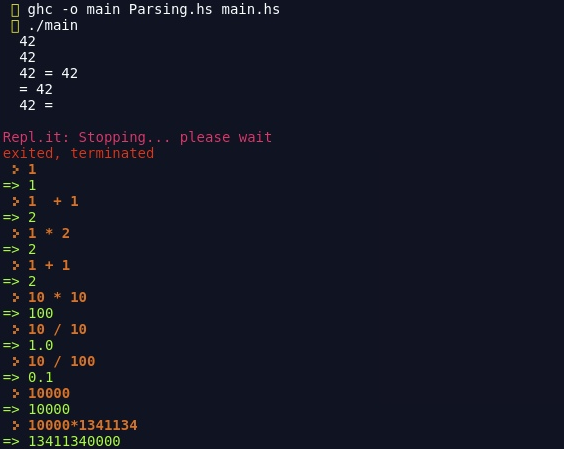 ghc -o main Parsing.hs main.hs
./main
42
42
42 = 42
= 42
42 =
Repl.it: Stopping... please wait
exited, terminated
1
=> 1
1  + 1
=> 2
1 * 2
=> 2
1 + 1
=> 2
10 * 10
=> 100
10 / 10
=> 1.0
10 / 100
=> 0.1
10000
=> 10000
10000*1341134
=> 13411340000